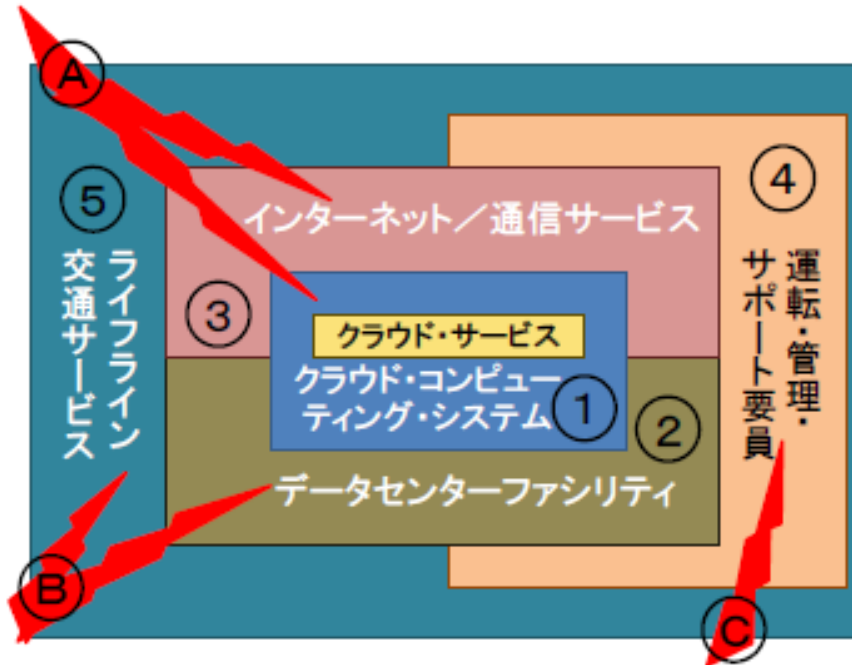 Ⓐ
④
⑤
インターネット／通信サービス
ライフライン
交通サービス
運転・管理・
サポート要員
③
クラウド・サービス
クラウド・コンピュー
ティング・システム
①
②
データセンターファシリティ
Ⓑ
Ⓒ